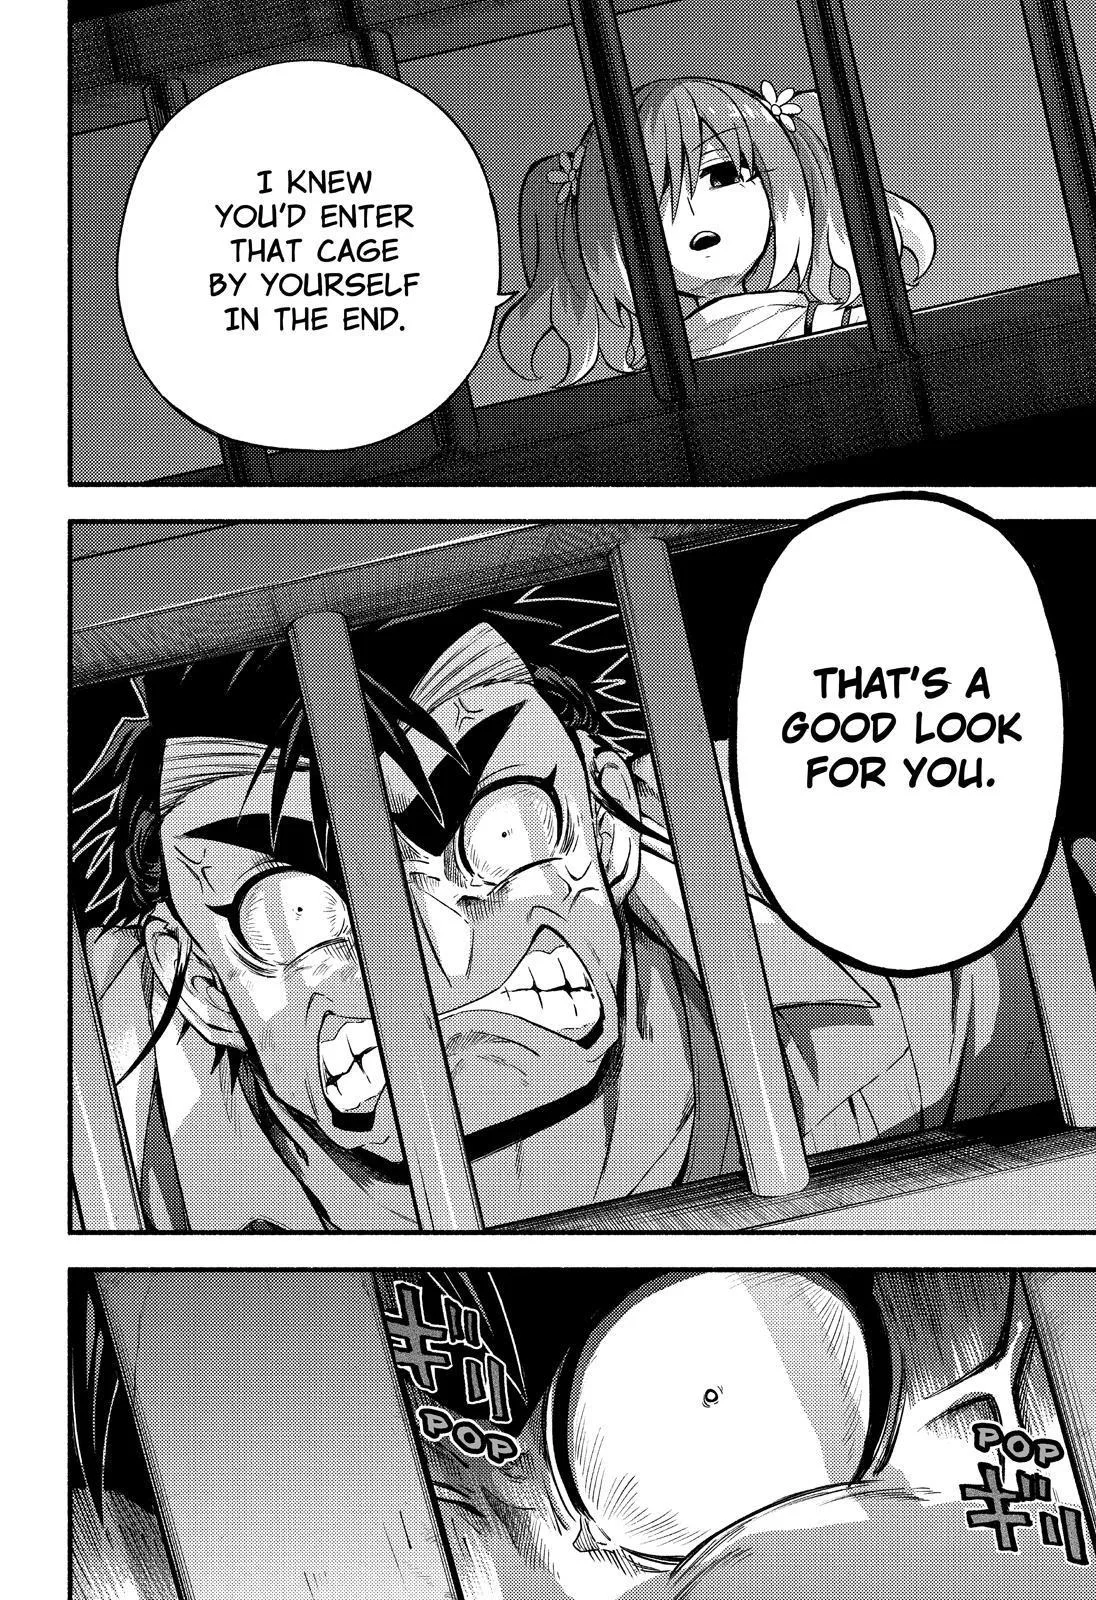 I KNEW
YOU'D ENTER
THAT CAGE
BY YOURSELF
IN THE END.
THAT'S A
GOOD LOOK
FOR YOU.
ギリ
POP
POP
ギリ